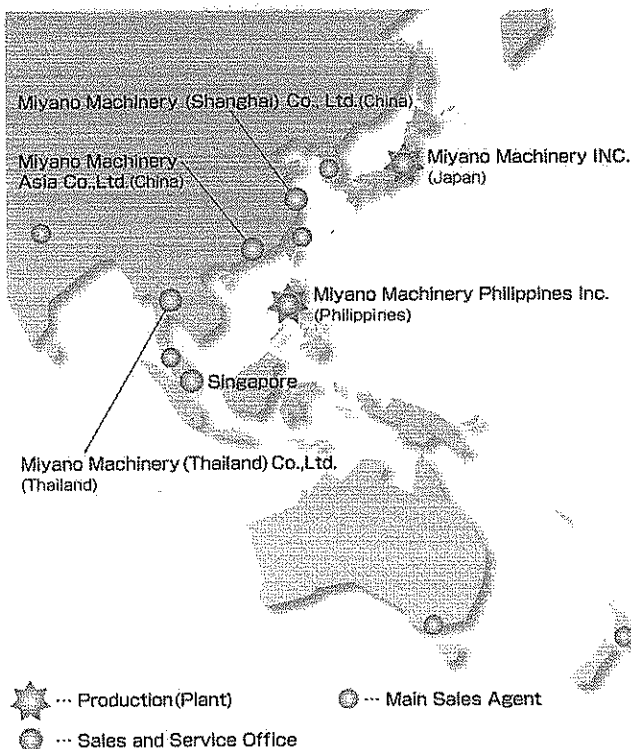 Miyano Machinery (Shanghai) Co., Ltd.(China)
Miyano Machinery
Asia Co.,Ltd.(China)
Miyano Machinery INC.
(Japan)
Miyano Machinery Philippines Inc.
(Philippines)
Singapore
Miyano Machinery (Thailand) Co.,Ltd.
(Thailand)
... Production(Plant)
... Main Sales Agent
... Sales and Service Office